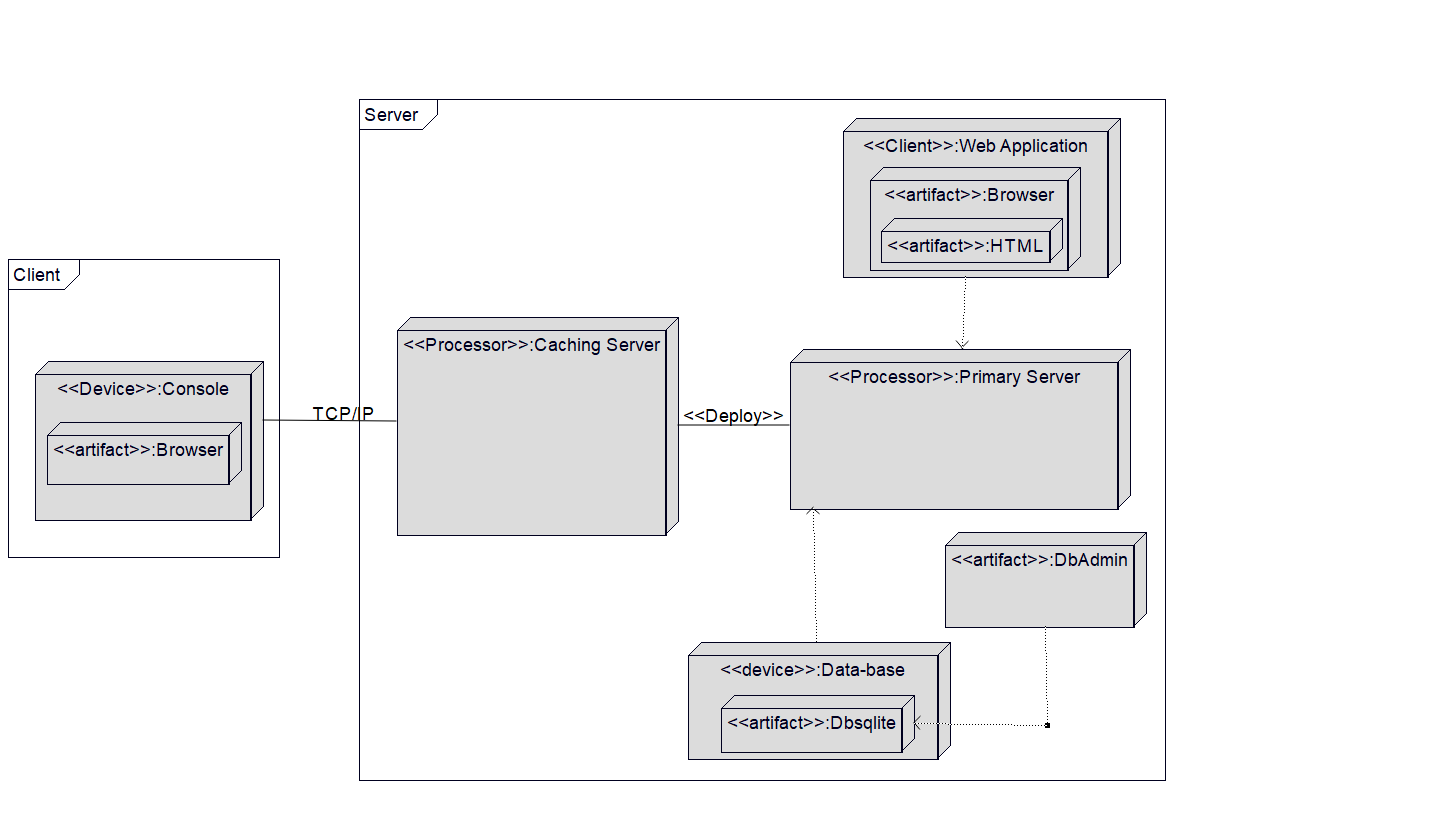 Server
<<Client>>:Web Application
<<artifact>>:Browser
<<artifact>>:HTML
Client
<<Device>>:Console
<<artifact>>:Browser
TCP/IP
<<Processor>>:Caching Server
<<Deploy>>
<<Processor>>:Primary Server
<<artifact>>:DbAdmin
<<device>>:Data-base
<<artifact>>:Dbsqlite